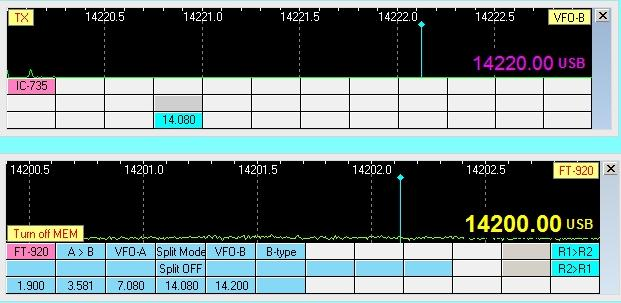 TX 14220.5 14221.0 14221.5 14222.0 14222.5 VFO-B
14220.00 USB
IC-735
14.080
14200.5 14201.0 14201.5 14202.0 14202.5 FT-920
Turn off MEM 14200.00 USB
FT-920 A > B VFO-A Split Mode VFO-B B-type R1>R2
Split OFF R2>R1
1.900 3.581 7.080 14.080 14.200